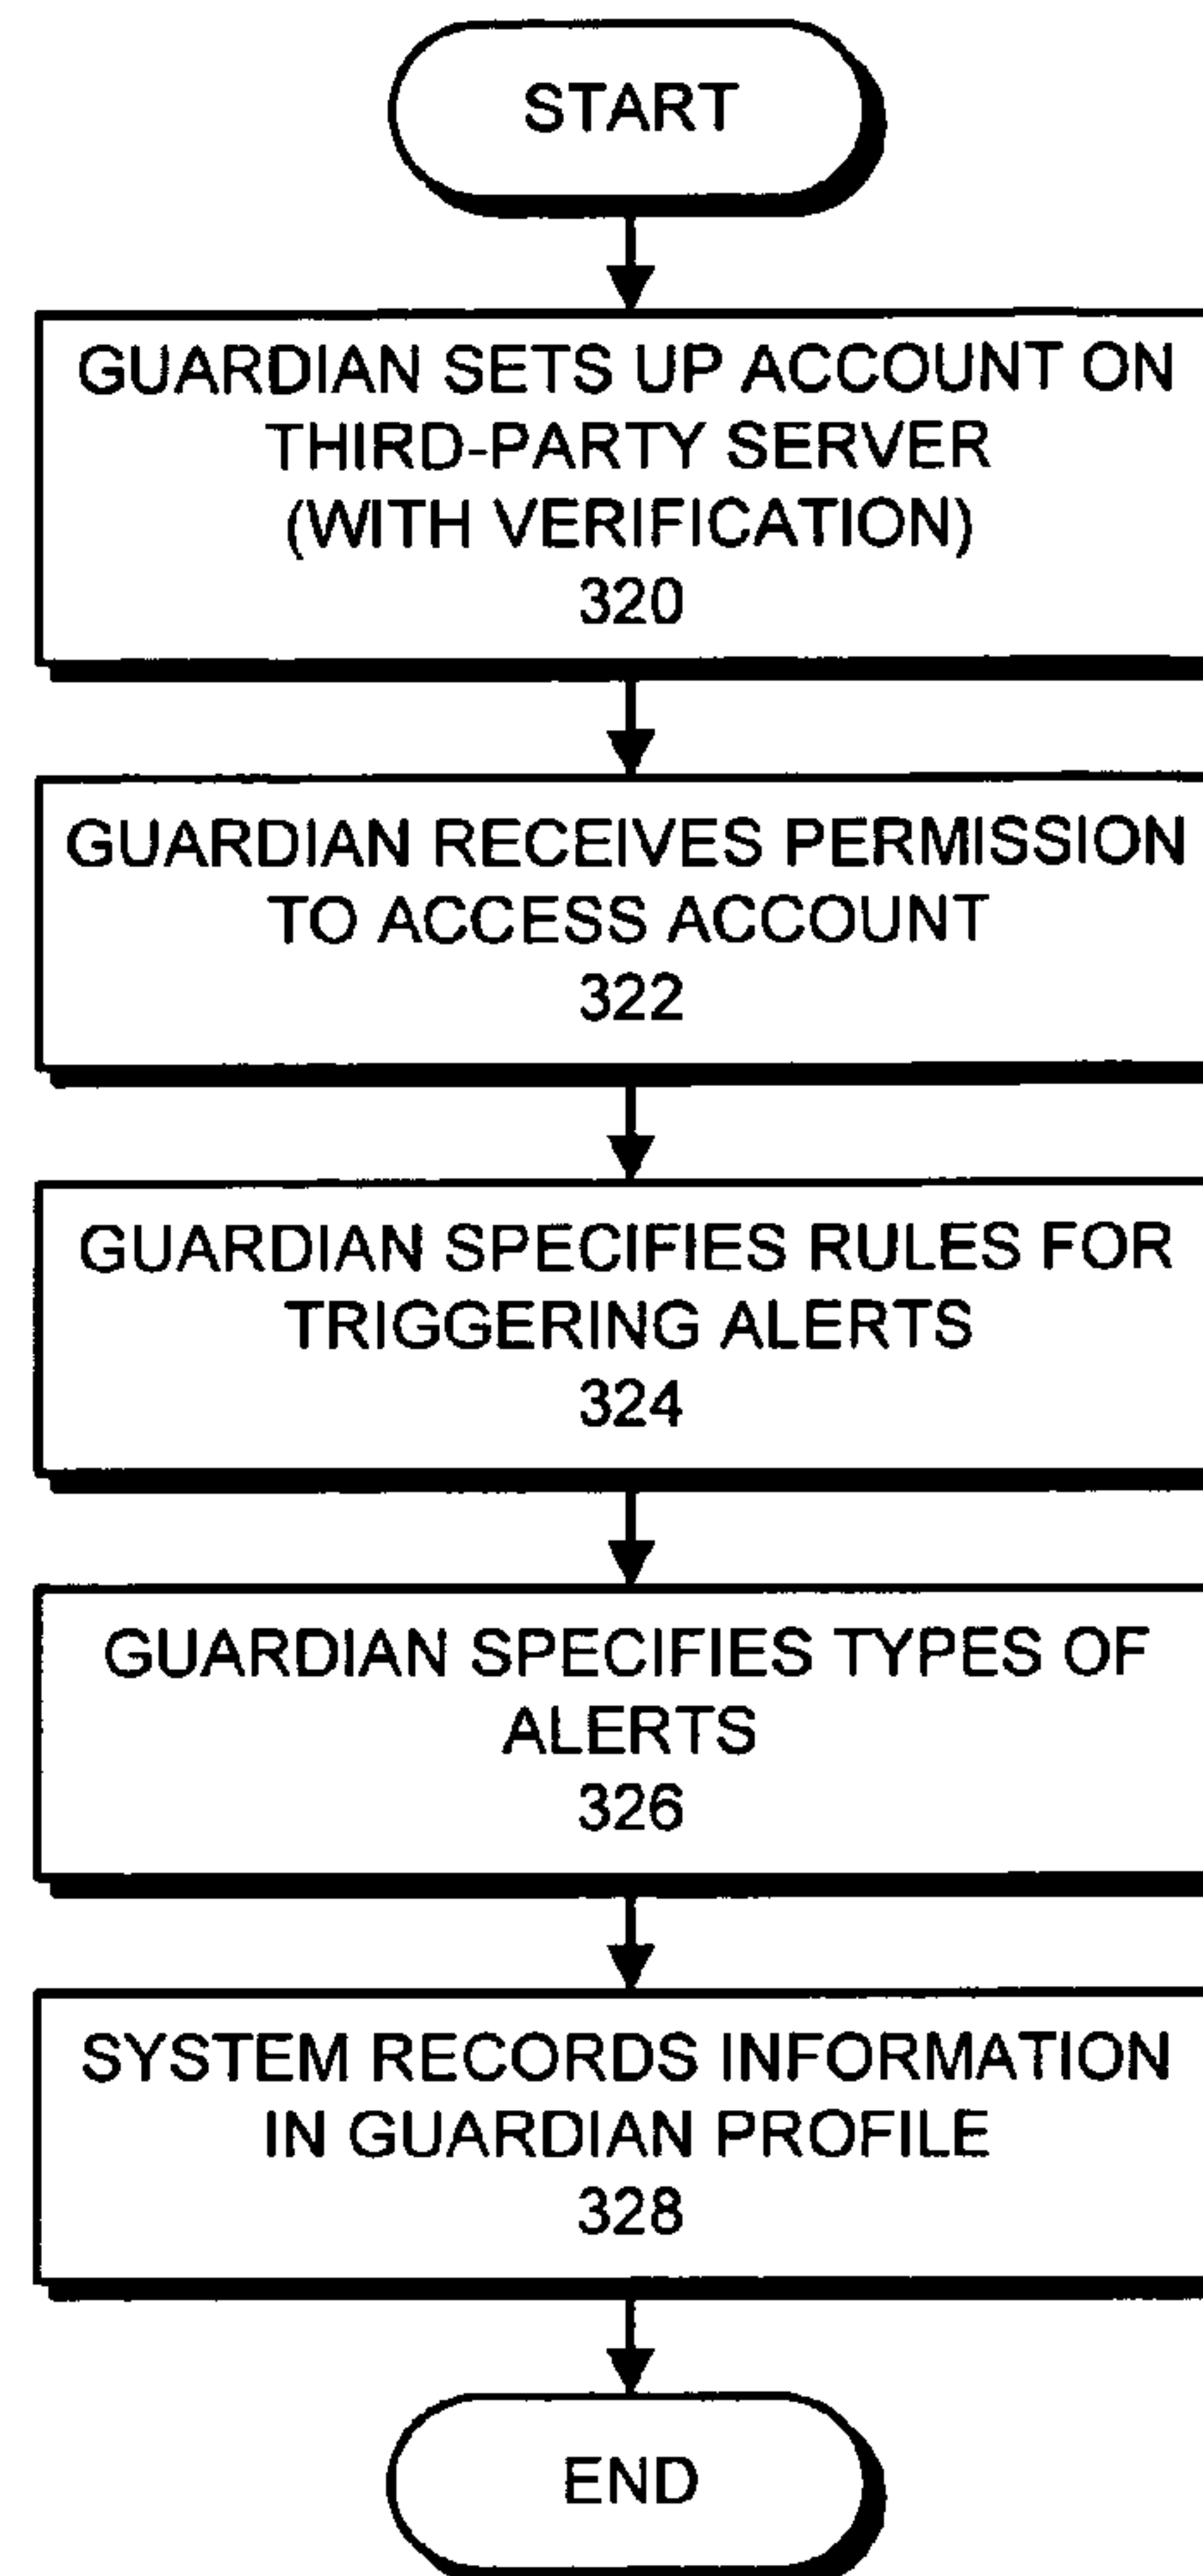 START
GUARDIAN SETS UP ACCOUNT ON
THIRD-PARTY SERVER
(WITH VERIFICATION)
320
GUARDIAN RECEIVES PERMISSION
TO ACCESS ACCOUNT
322
GUARDIAN SPECIFIES RULES FOR
TRIGGERING ALERTS
324
GUARDIAN SPECIFIES TYPES OF
ALERTS
326
SYSTEM RECORDS INFORMATION
IN GUARDIAN PROFILE
328
END